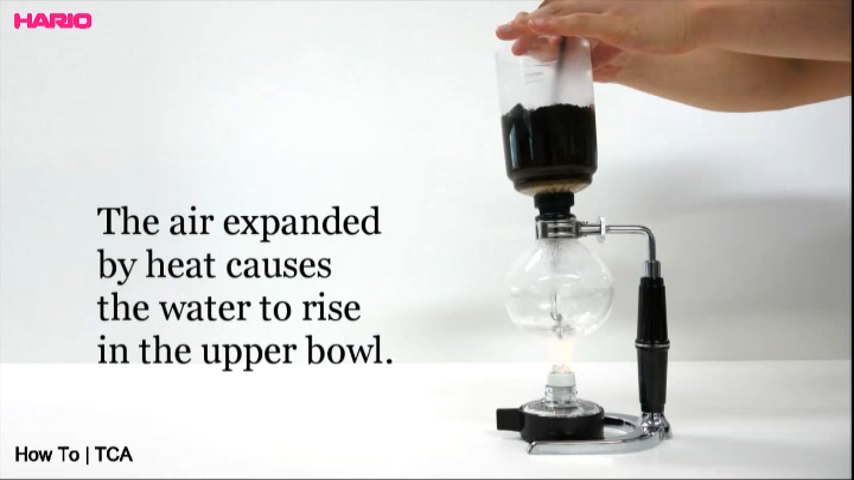 HARIO
The air expanded
by heat causes
the water to rise
in the upper bowl.
How To | TCA